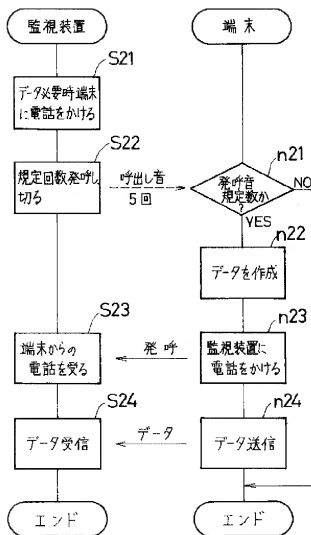 監視装置
端末
S21
データ必要時端末
に電話をかける
S22
規定回数発呼し
切る
呼出し音
5回
n21
発呼音
規定数か
?
NO
YES
n22
データを作成
n23
監視装置に
電話をかける
発呼
S23
端末からの
電話を受る
S24
データ受信
データ
n24
データ送信
エンド
エンド